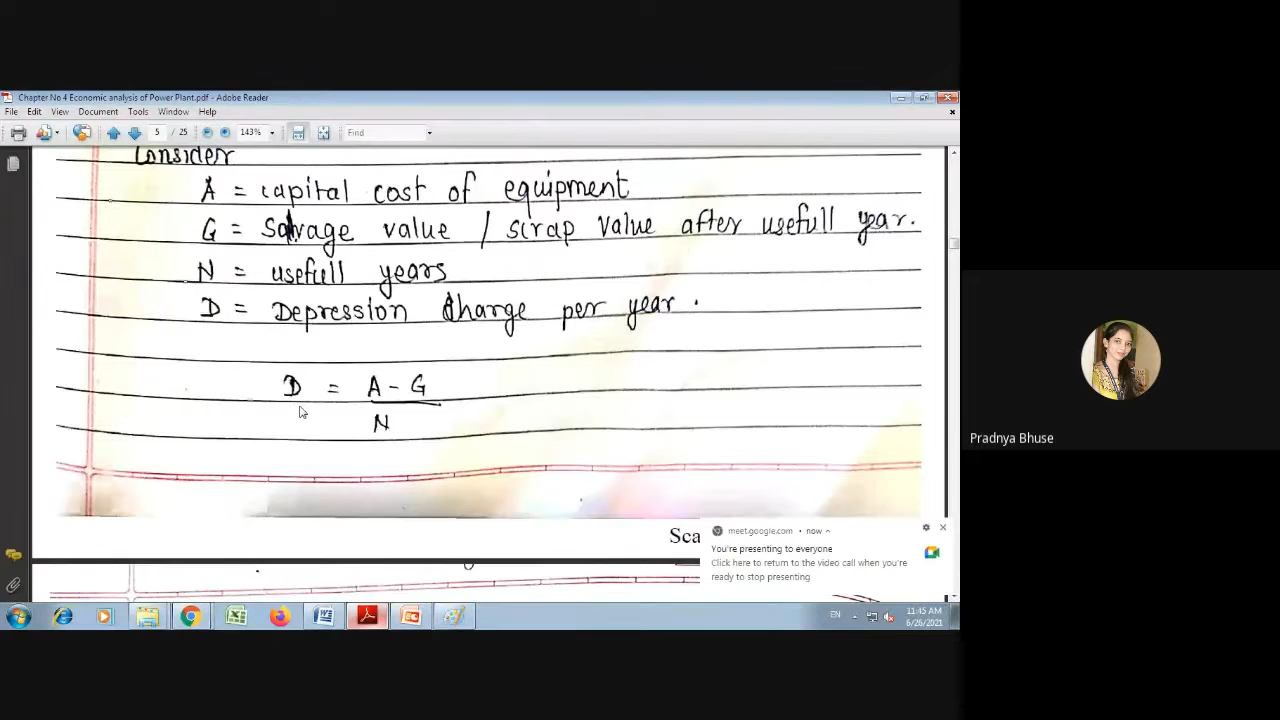 Chapter No 4 Economic analysis of Power Plant.pdf - Adobe Reader
File Edit View Document Tools Window Help
5 / 25 143% Find
Consider
A = capital cost of equipment
G = Salvage value / scrap value after usefull year.
N = usefull years
D = Depression charge per year.
D = A - G
N
Sca
meet.google.com • now
You're presenting to everyone
Click here to return to the video call when you're
ready to stop presenting
Pradnya Bhuse
EN
11:45 AM
6/26/2021